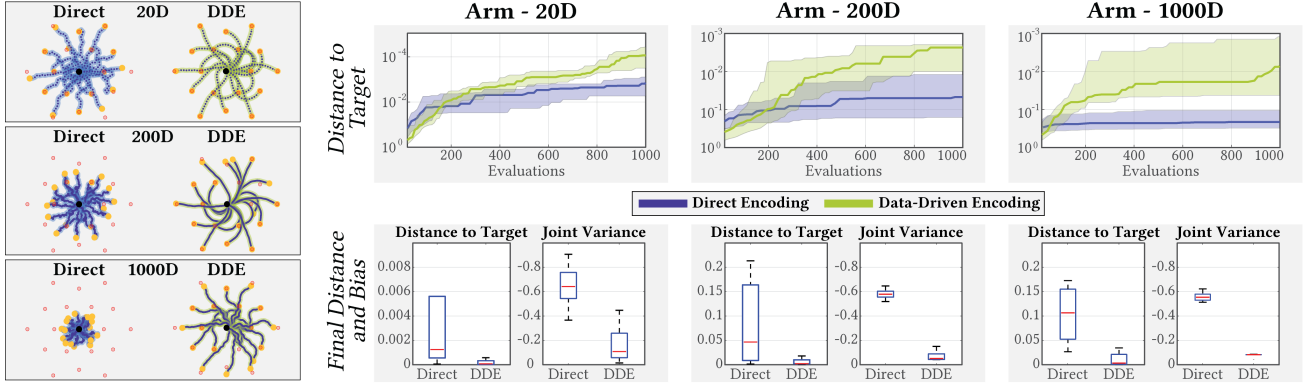 Direct 20D DDE
Direct 200D DDE
Direct 1000D DDE
Arm - 20D
Arm - 200D
Arm - 1000D
Distance to
Target
10^-4
10^-2
10^0
200 400 600 800 1000
Evaluations
10^-3
10^-2
10^-1
10^0
200 400 600 800 1000
Evaluations
10^-3
10^-2
10^-1
10^0
200 400 600 800 1000
Evaluations
Direct Encoding Data-Driven Encoding
Final Distance
and Bias
Distance to Target
0.008
0.006
0.004
0.002
0
Direct DDE
Joint Variance
-0.8
-0.6
-0.4
-0.2
0
Direct DDE
Distance to Target
0.2
0.15
0.1
0.05
0
Direct DDE
Joint Variance
-0.8
-0.6
-0.4
-0.2
0
Direct DDE
Distance to Target
0.2
0.15
0.1
0.05
0
Direct DDE
Joint Variance
-0.8
-0.6
-0.4
-0.2
0
Direct DDE